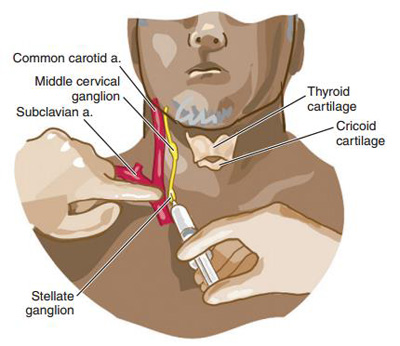 Common carotid a.
Middle cervical
ganglion
Subclavian a.
Thyroid
cartilage
Cricoid
cartilage
Stellate
ganglion